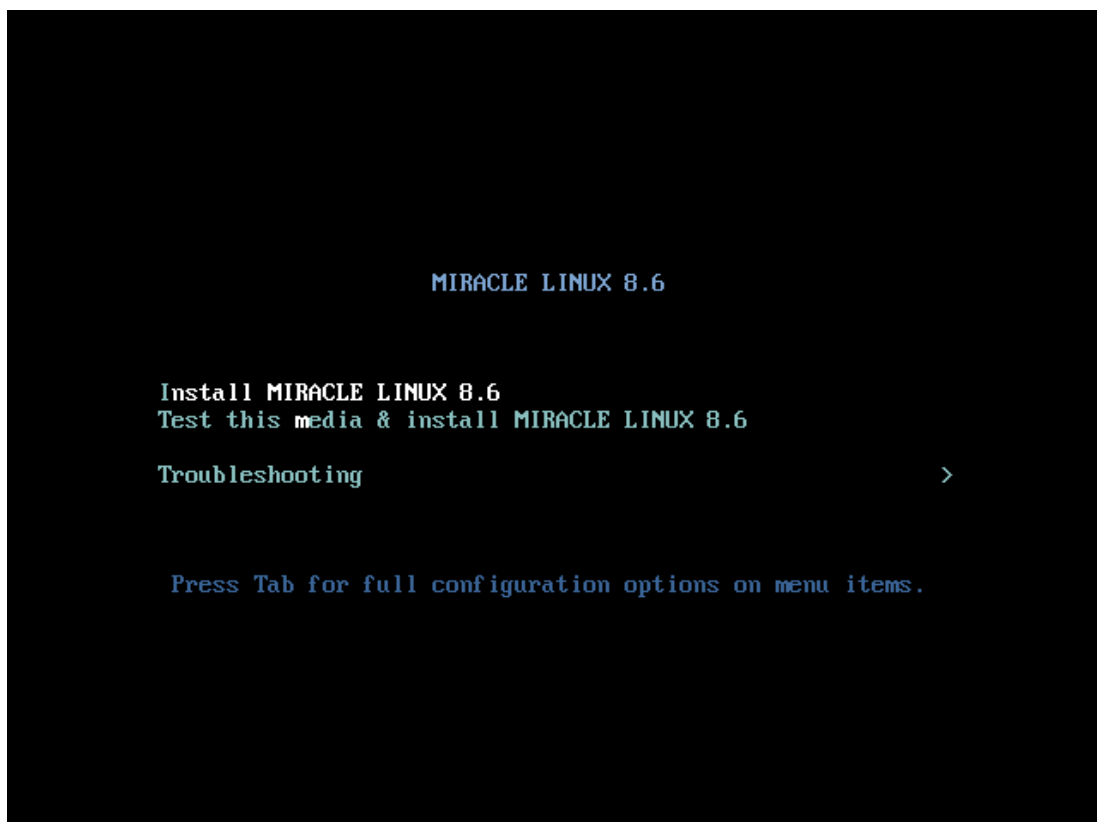 MIRACLE LINUX 8.6
Install MIRACLE LINUX 8.6
Test this media & install MIRACLE LINUX 8.6
Troubleshooting >
Press Tab for full configuration options on menu items.